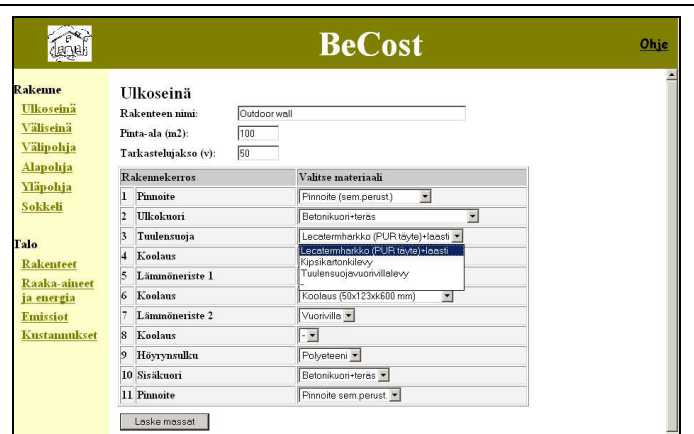 BeCost
Ohje
Rakenne
Ulkoseinä
Väliseinä
Välipohja
Alapohja
Yläpohja
Sokkeli
Talo
Rakenteet
Raaka-aineet
ja energia
Emissiot
Kustannukset
Ulkoseinä
Rakenteen nimi: Outdoor wall
Pinta-ala (m2): 100
Tarkastelujakso (v): 50
Rakennekerros Valitse materiaali
1 Pinnoite Pinnoite (sem.perust.)
2 Ulkokuori Betonikuori+teräs
3 Tuulensuoja Lecatermharkko (PUR täyte)+laasti
Lecatermharkko (PUR täyte)+laasti
Kipsikartonkilevy
Tuulensuojavuorivillalevy
-
4 Koolaus
5 Lämmöneriste 1
6 Koolaus Koolaus (50x123xk600 mm)
7 Lämmöneriste 2 Vuorivilla
8 Koolaus -
9 Höyrynsulku Polyeteeni
10 Sisäkuori Betonikuori+teräs
11 Pinnoite Pinnoite sem.perust.
Laske massat